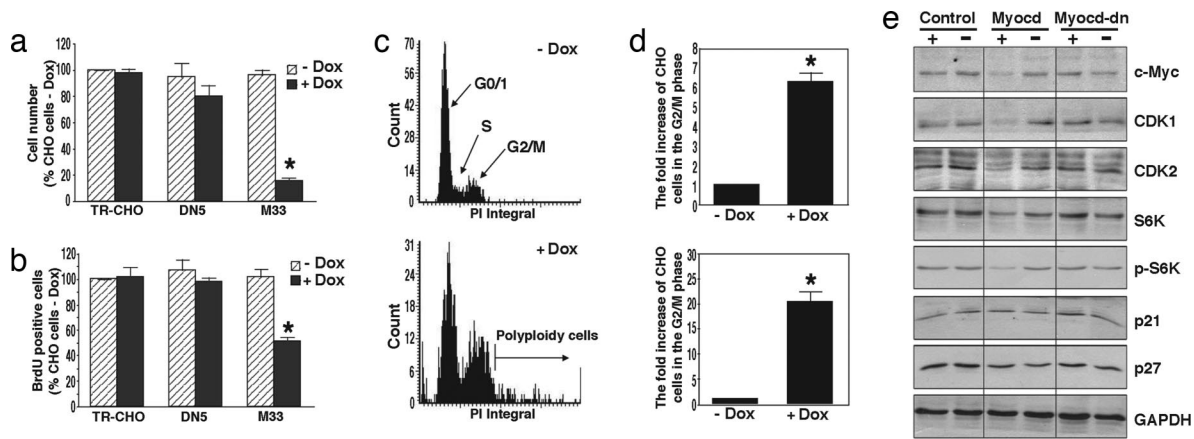 a
Cell number
(% CHO cells - Dox)
120
100
80
60
40
20
0
- Dox
+ Dox
*
TR-CHO DN5 M33
b
BrdU positive cells
(% CHO cells - Dox)
120
100
80
60
40
20
0
- Dox
+ Dox
*
TR-CHO DN5 M33
c
Count
70
56
42
28
14
0
- Dox
G0/1
S
G2/M
PI Integral
Count
31
24
18
12
6
0
+ Dox
Polyploidy cells
PI Integral
d
The fold increase of CHO
cells in the G2/M phase
8
7
6
5
4
3
2
1
0
*
- Dox + Dox
The fold increase of CHO
cells in the G2/M phase
30
25
20
15
10
5
0
*
- Dox + Dox
e
Control Myocd Myocd-dn
+ - + - + -
c-Myc
CDK1
CDK2
S6K
p-S6K
p21
p27
GAPDH